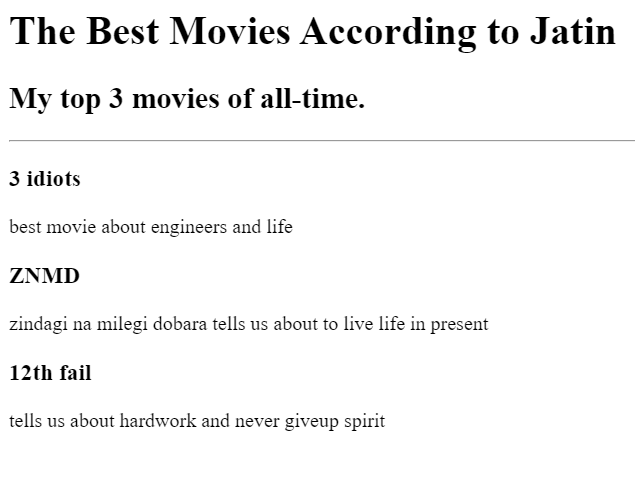 The Best Movies According to Jatin
My top 3 movies of all-time.
3 idiots
best movie about engineers and life
ZNMD
zindagi na milegi dobara tells us about to live life in present
12th fail
tells us about hardwork and never giveup spirit